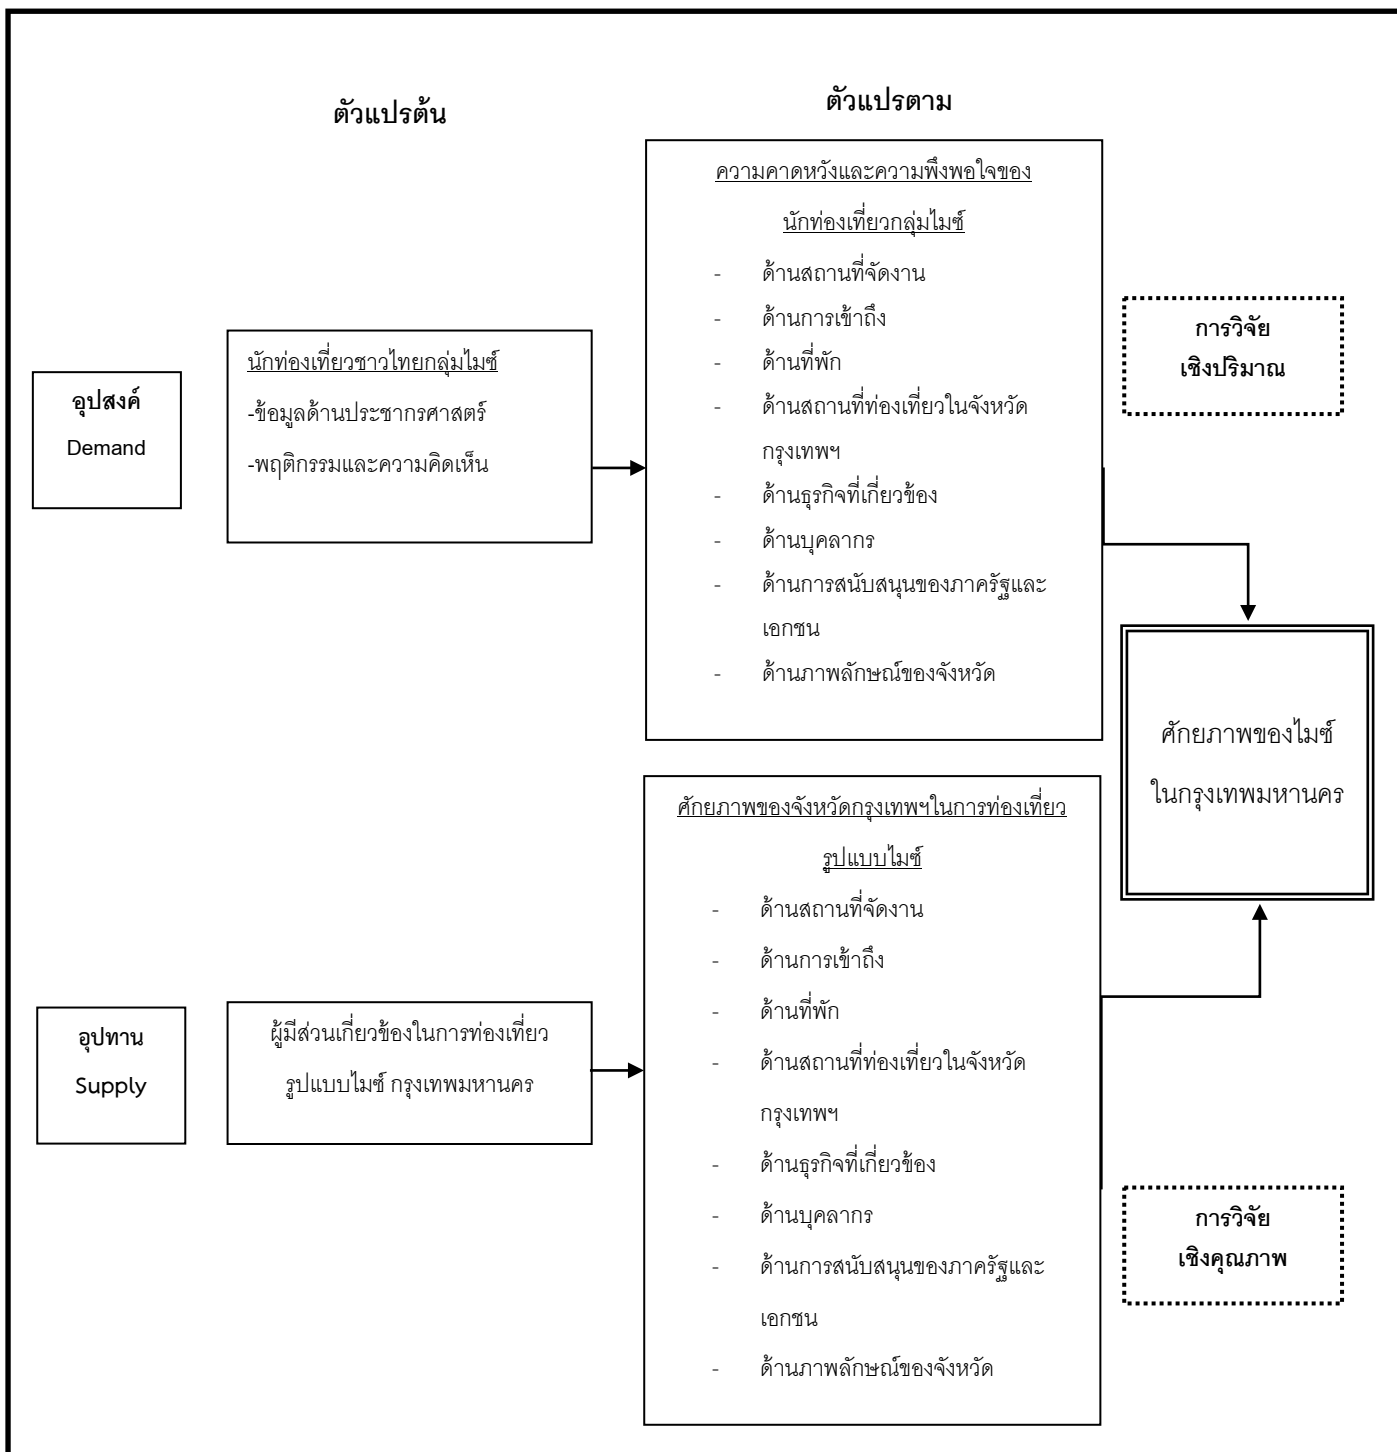 ตัวแปรต้น
ตัวแปรตาม
อุปสงค์
Demand
นักท่องเที่ยวชาวไทยกลุ่มไมซ์
-ข้อมูลด้านประชากรศาสตร์
-พฤติกรรมและความคิดเห็น
ความคาดหวังและความพึงพอใจของ
นักท่องเที่ยวกลุ่มไมซ์
- ด้านสถานที่จัดงาน
- ด้านการเข้าถึง
- ด้านที่พัก
- ด้านสถานที่ท่องเที่ยวในจังหวัด
กรุงเทพฯ
- ด้านธุรกิจที่เกี่ยวข้อง
- ด้านบุคลากร
- ด้านการสนับสนุนของภาครัฐและ
เอกชน
- ด้านภาพลักษณ์ของจังหวัด
การวิจัย
เชิงปริมาณ
ศักยภาพของไมซ์
ในกรุงเทพมหานคร
อุปทาน
Supply
ผู้มีส่วนเกี่ยวข้องในการท่องเที่ยว
รูปแบบไมซ์ กรุงเทพมหานคร
ศักยภาพของจังหวัดกรุงเทพฯในการท่องเที่ยว
รูปแบบไมซ์
- ด้านสถานที่จัดงาน
- ด้านการเข้าถึง
- ด้านที่พัก
- ด้านสถานที่ท่องเที่ยวในจังหวัด
กรุงเทพฯ
- ด้านธุรกิจที่เกี่ยวข้อง
- ด้านบุคลากร
- ด้านการสนับสนุนของภาครัฐและ
เอกชน
- ด้านภาพลักษณ์ของจังหวัด
การวิจัย
เชิงคุณภาพ